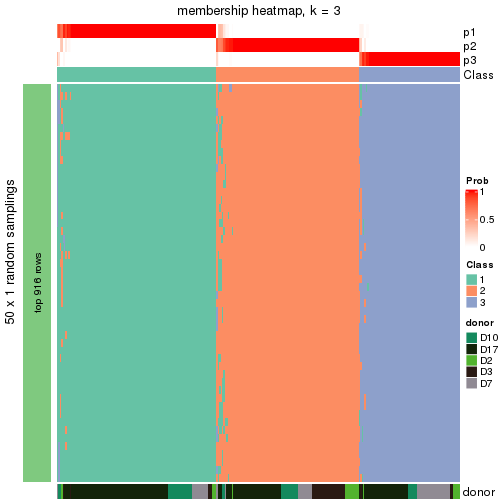 membership heatmap, k = 3
p1
p2
p3
Class
50 x 1 random samplings
top 916 rows
Prob
1
0.5
0
Class
1
2
3
donor
D10
D17
D2
D3
D7
donor